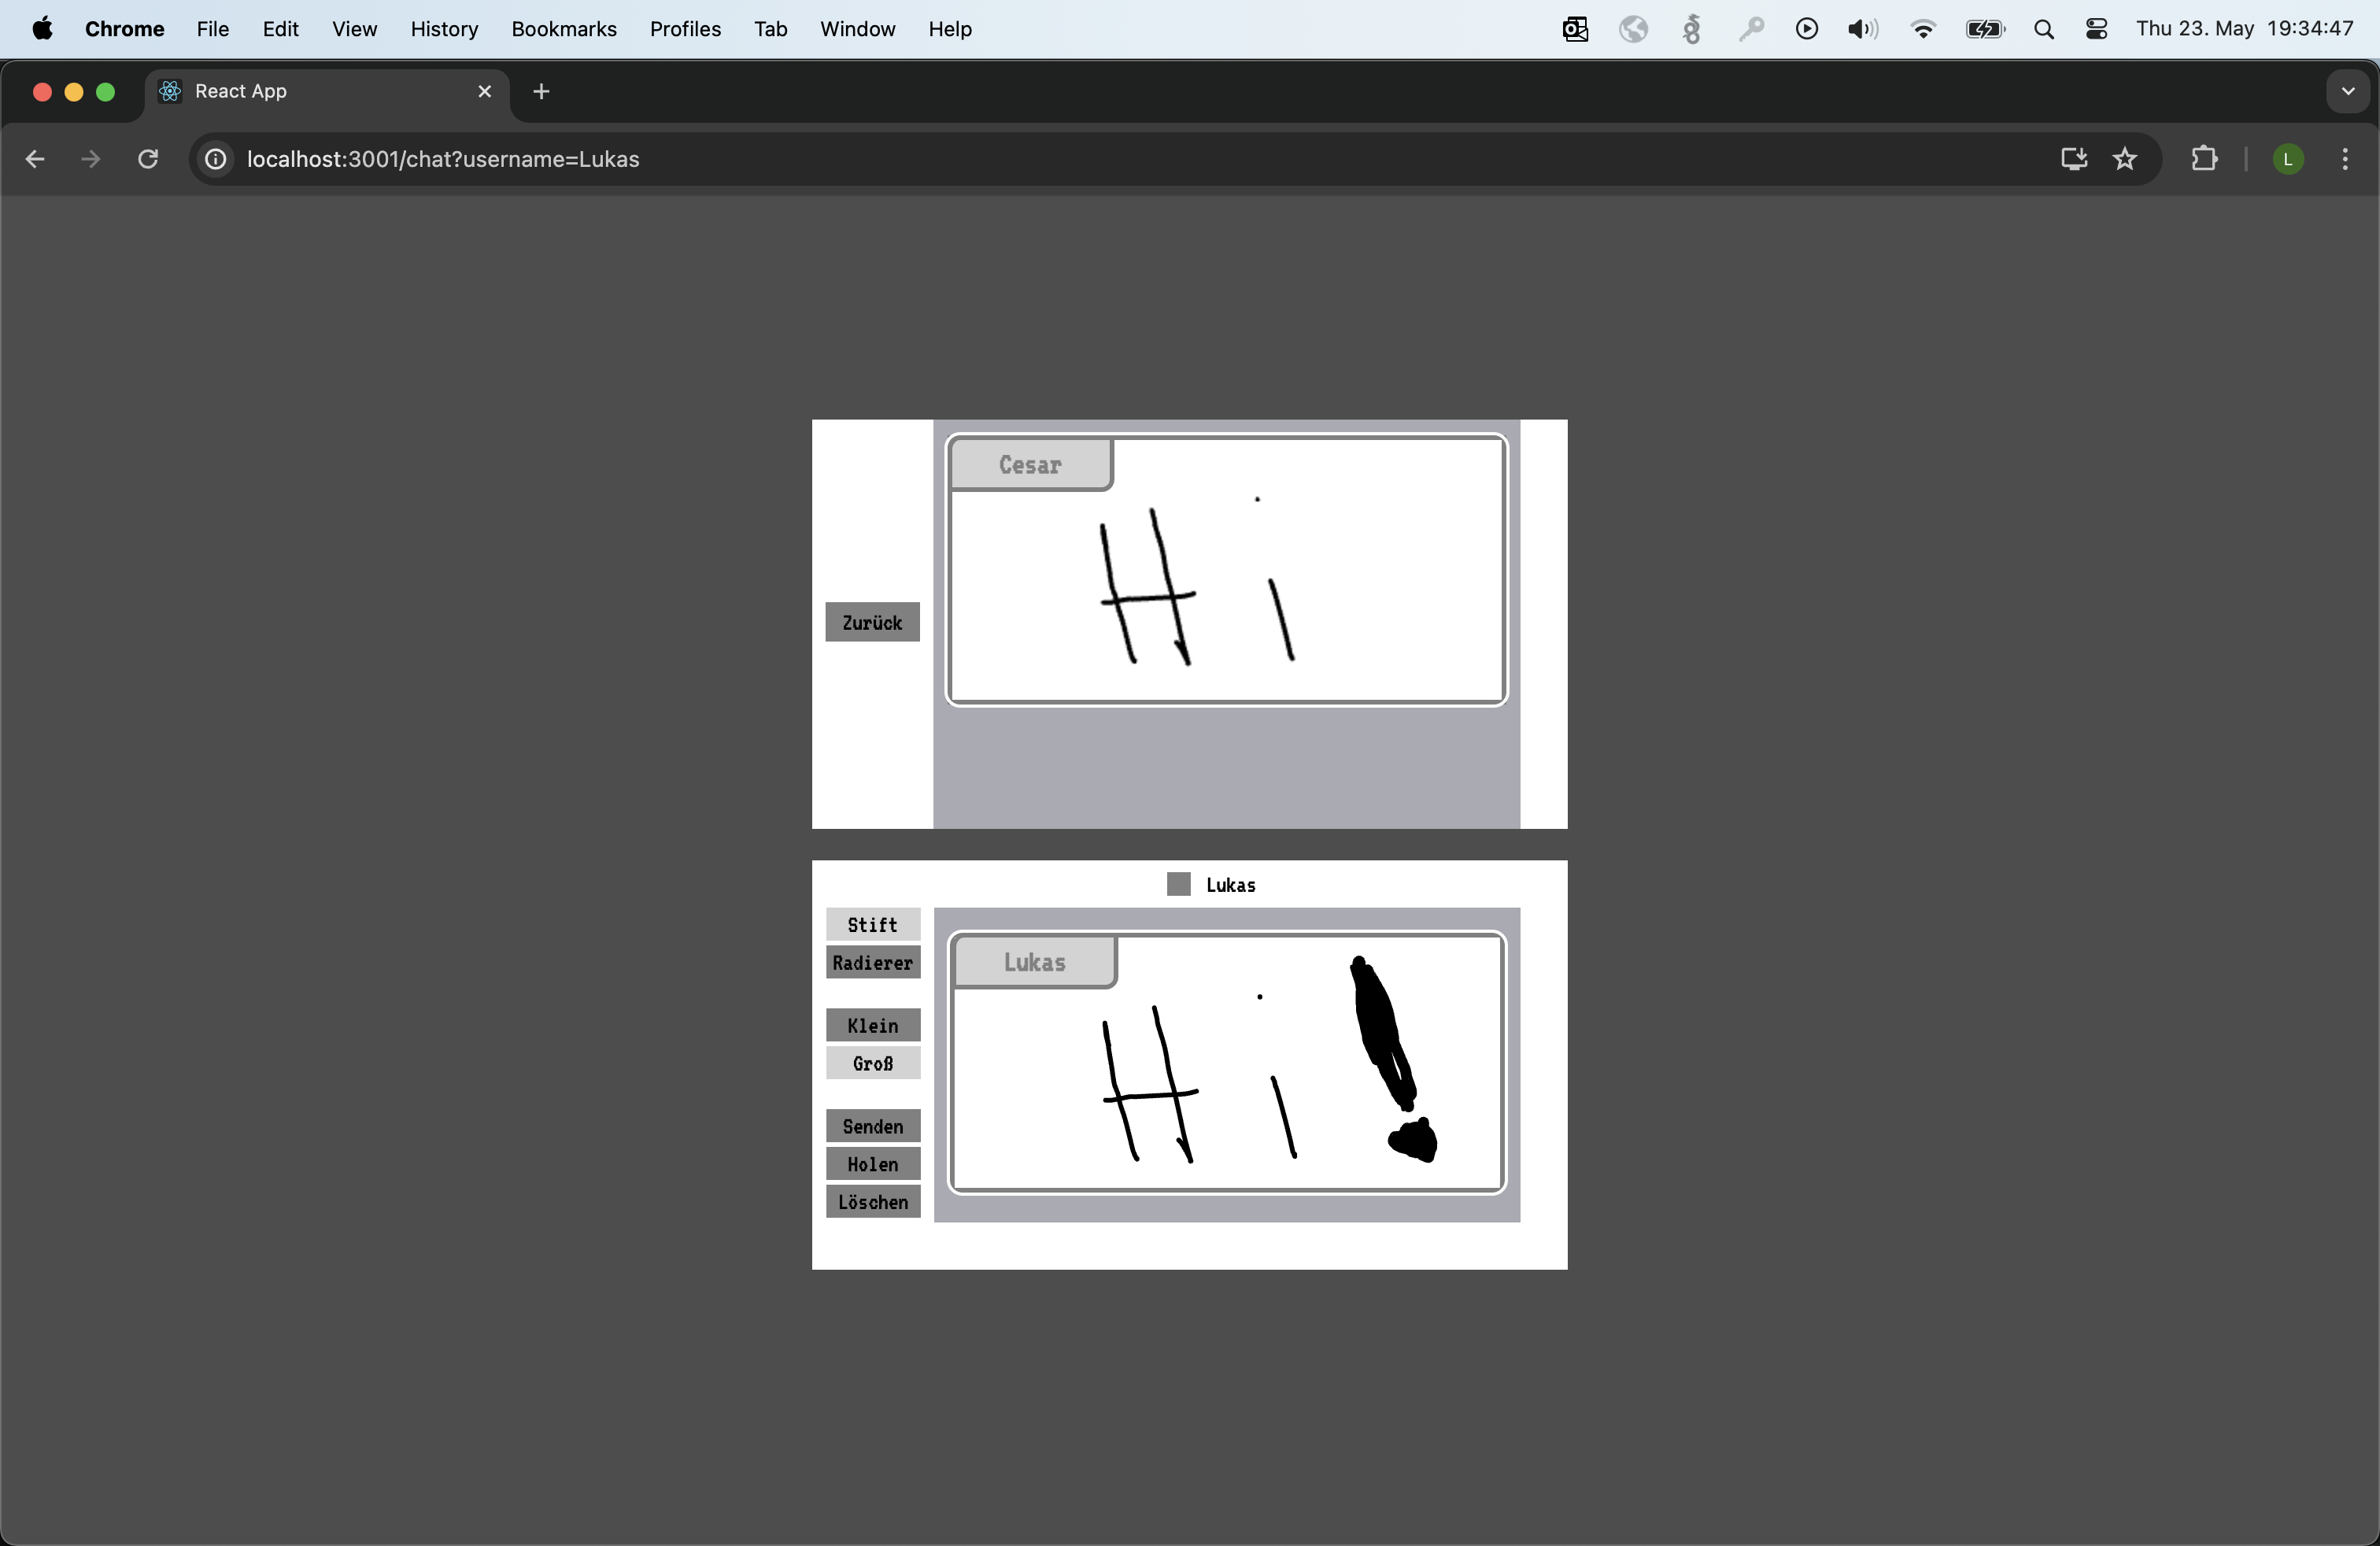 Chrome File Edit View History Bookmarks Profiles Tab Window Help Thu 23. May 19:34:47
React App
localhost:3001/chat?username=Lukas
L
Cesar
Hi
Zurück
Lukas
Stift
Radierer
Klein
Groß
Senden
Holen
Löschen
Lukas
Hi!